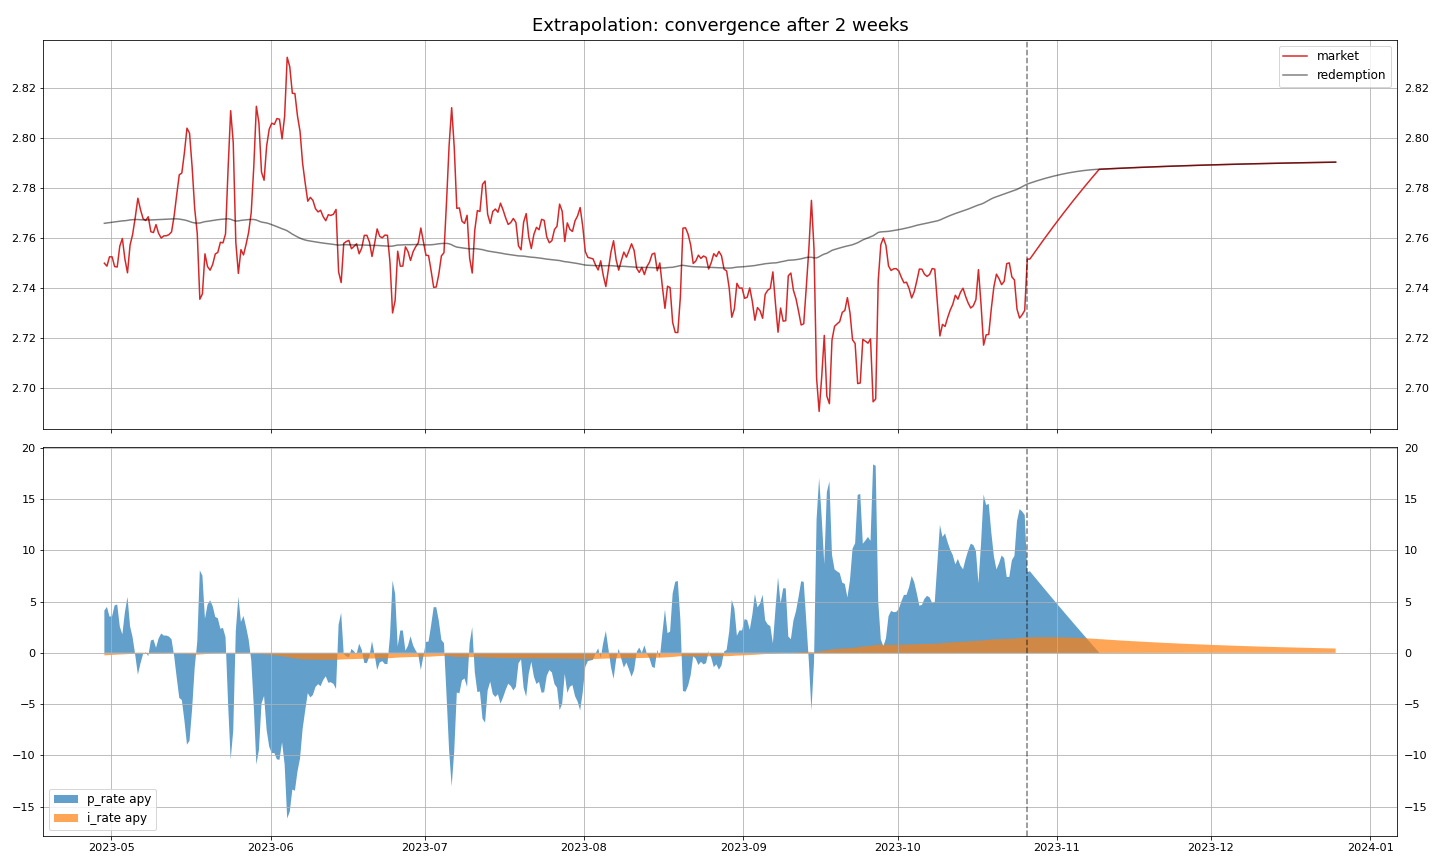 Extrapolation: convergence after 2 weeks
market
redemption
2.82 2.82
2.80 2.80
2.78 2.78
2.76 2.76
2.74 2.74
2.72 2.72
2.70 2.70
20 20
15 15
10 10
5 5
0 0
−5 −5
−10 −10
−15 −15
p_rate apy
i_rate apy
2023-05 2023-06 2023-07 2023-08 2023-09 2023-10 2023-11 2023-12 2024-01